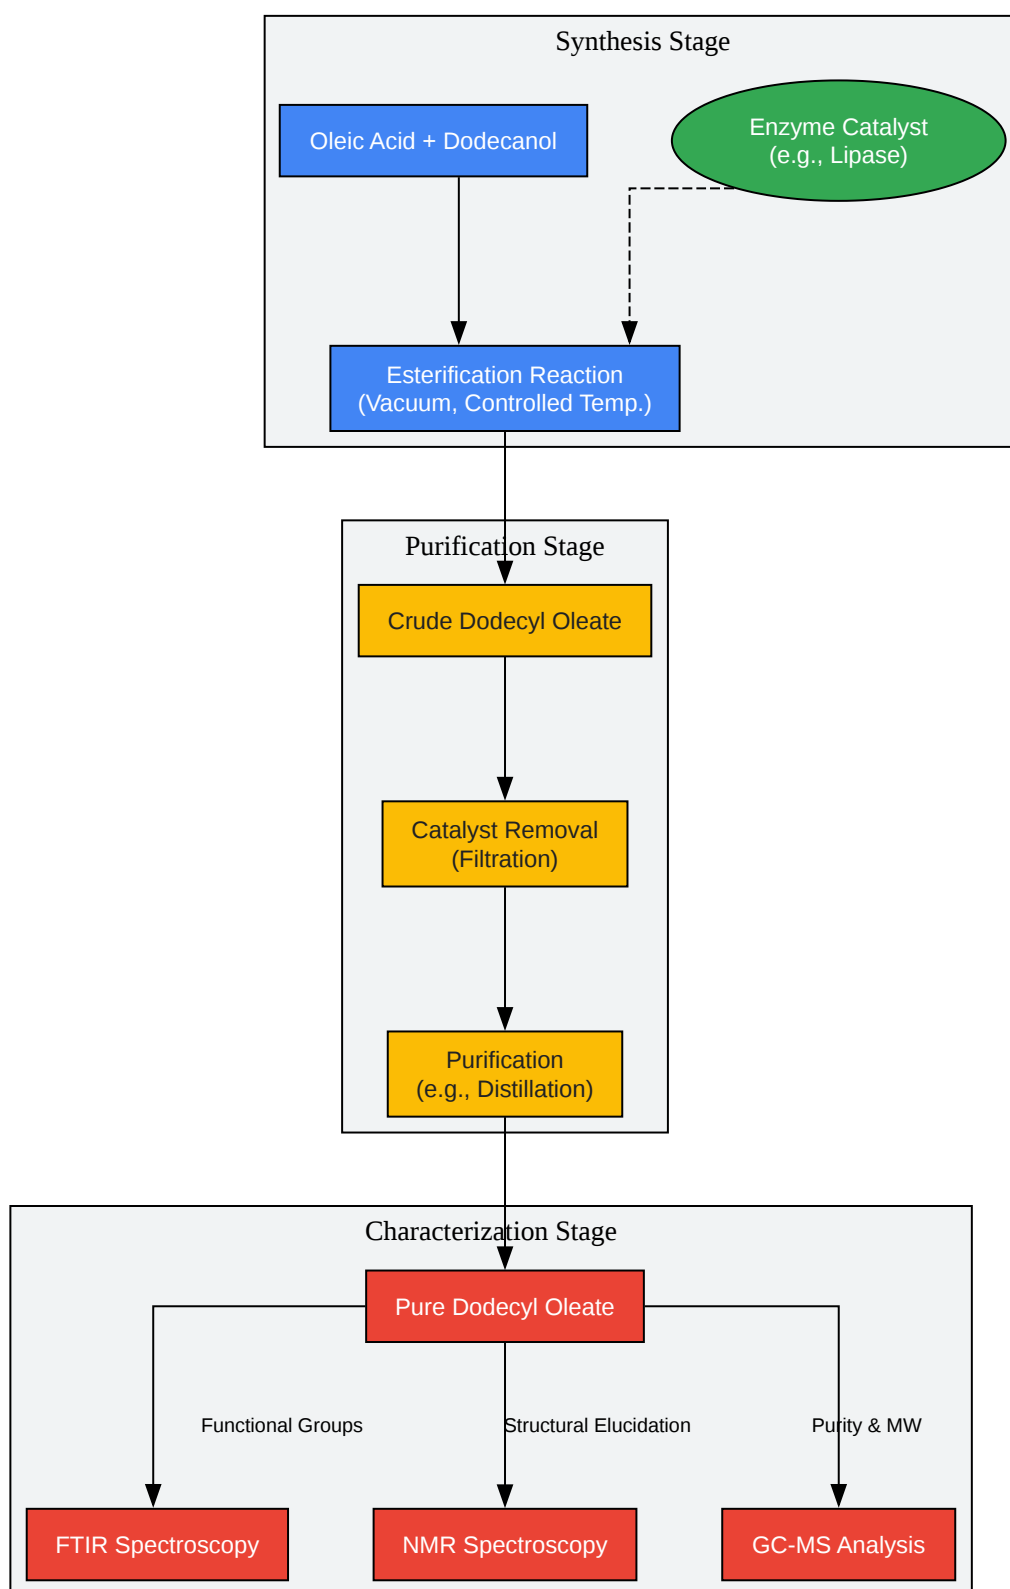 Synthesis Stage
Oleic Acid + Dodecanol
Enzyme Catalyst
(e.g., Lipase)
Esterification Reaction
(Vacuum, Controlled Temp.)
Purification Stage
Crude Dodecyl Oleate
Catalyst Removal
(Filtration)
Purification
(e.g., Distillation)
Characterization Stage
Pure Dodecyl Oleate
Functional Groups
Structural Elucidation
Purity & MW
FTIR Spectroscopy
NMR Spectroscopy
GC-MS Analysis